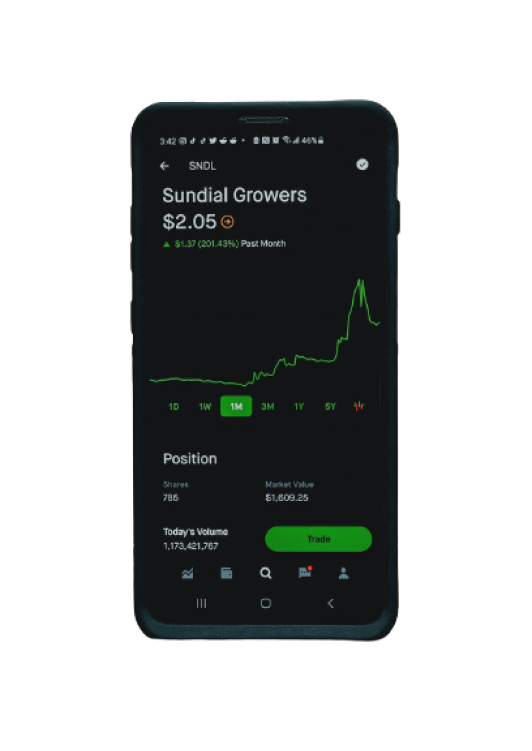 3:42 46%
SNDL
Sundial Growers
$2.05
▲ $1.37 (201.43%) Past Month
1D 1W 1M 3M 1Y 5Y
Position
Shares Market Value
785 $1,609.25
Today's Volume
1,173,421,767
Trade